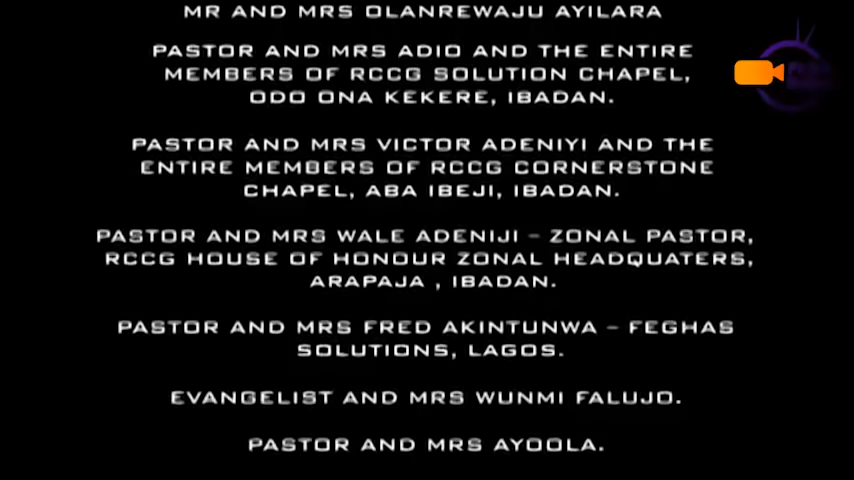 MR AND MRS OLANREWAJU AYILARA
PASTOR AND MRS ADIO AND THE ENTIRE
MEMBERS OF RCCG SOLUTION CHAPEL,
ODO ONA KEKERE, IBADAN.
PASTOR AND MRS VICTOR ADENIYI AND THE
ENTIRE MEMBERS OF RCCG CORNERSTONE
CHAPEL, ABA IBEJI, IBADAN.
PASTOR AND MRS WALE ADENIJI - ZONAL PASTOR,
RCCG HOUSE OF HONOUR ZONAL HEADQUATERS,
ARAPAJA , IBADAN.
PASTOR AND MRS FRED AKINTUNWA - FEGHAS
SOLUTIONS, LAGOS.
EVANGELIST AND MRS WUNMI FALUJO.
PASTOR AND MRS AYOOLA.